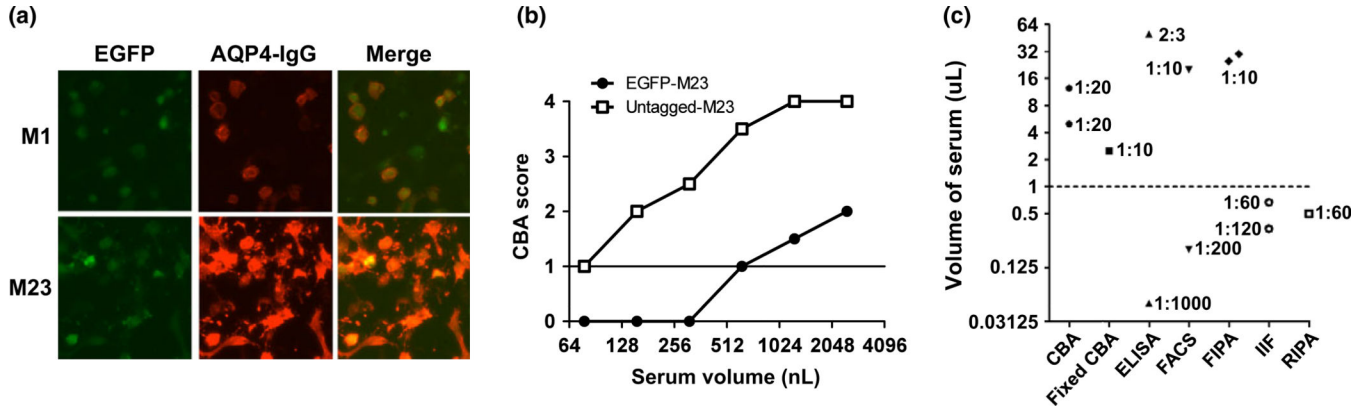 (a)
EGFP
AQP4-IgG
Merge
M1
M23
(b)
EGFP-M23
Untagged-M23
CBA score
4
3
2
1
0
64
128
256
512
1024
2048
4096
Serum volume (nL)
(c)
Volume of serum (uL)
64
32
16
8
4
2
1
0.5
0.125
0.03125
1:20
1:20
1:10
2:3
1:10
1:10
1:60
1:120
1:200
1:1000
1:60
CBA
Fixed CBA
ELISA
FACS
FIPA
IIF
RIPA